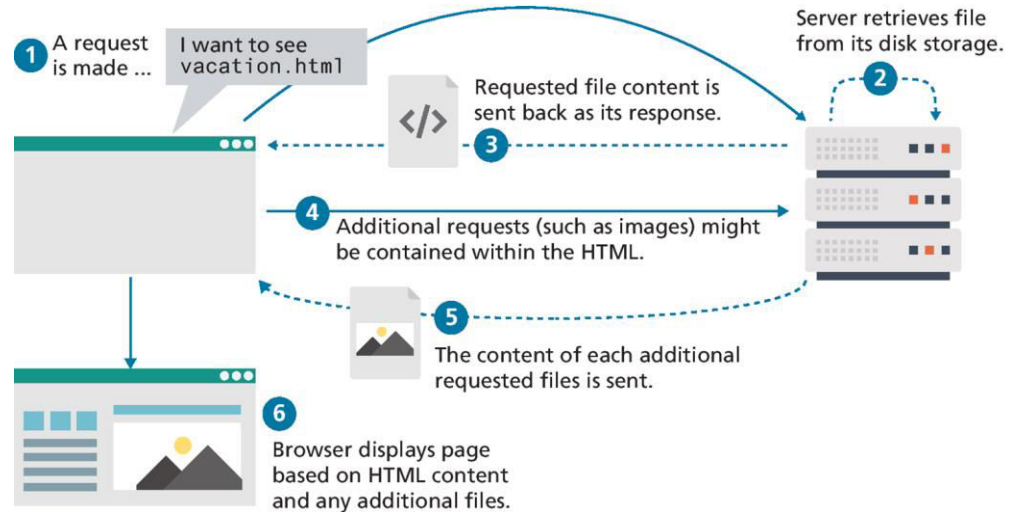 1
A request
is made ...
I want to see
vacation.html
Server retrieves file
from its disk storage.
2
Requested file content is
sent back as its response.
</>
3
4
Additional requests (such as images) might
be contained within the HTML.
5
The content of each additional
requested files is sent.
6
Browser displays page
based on HTML content
and any additional files.